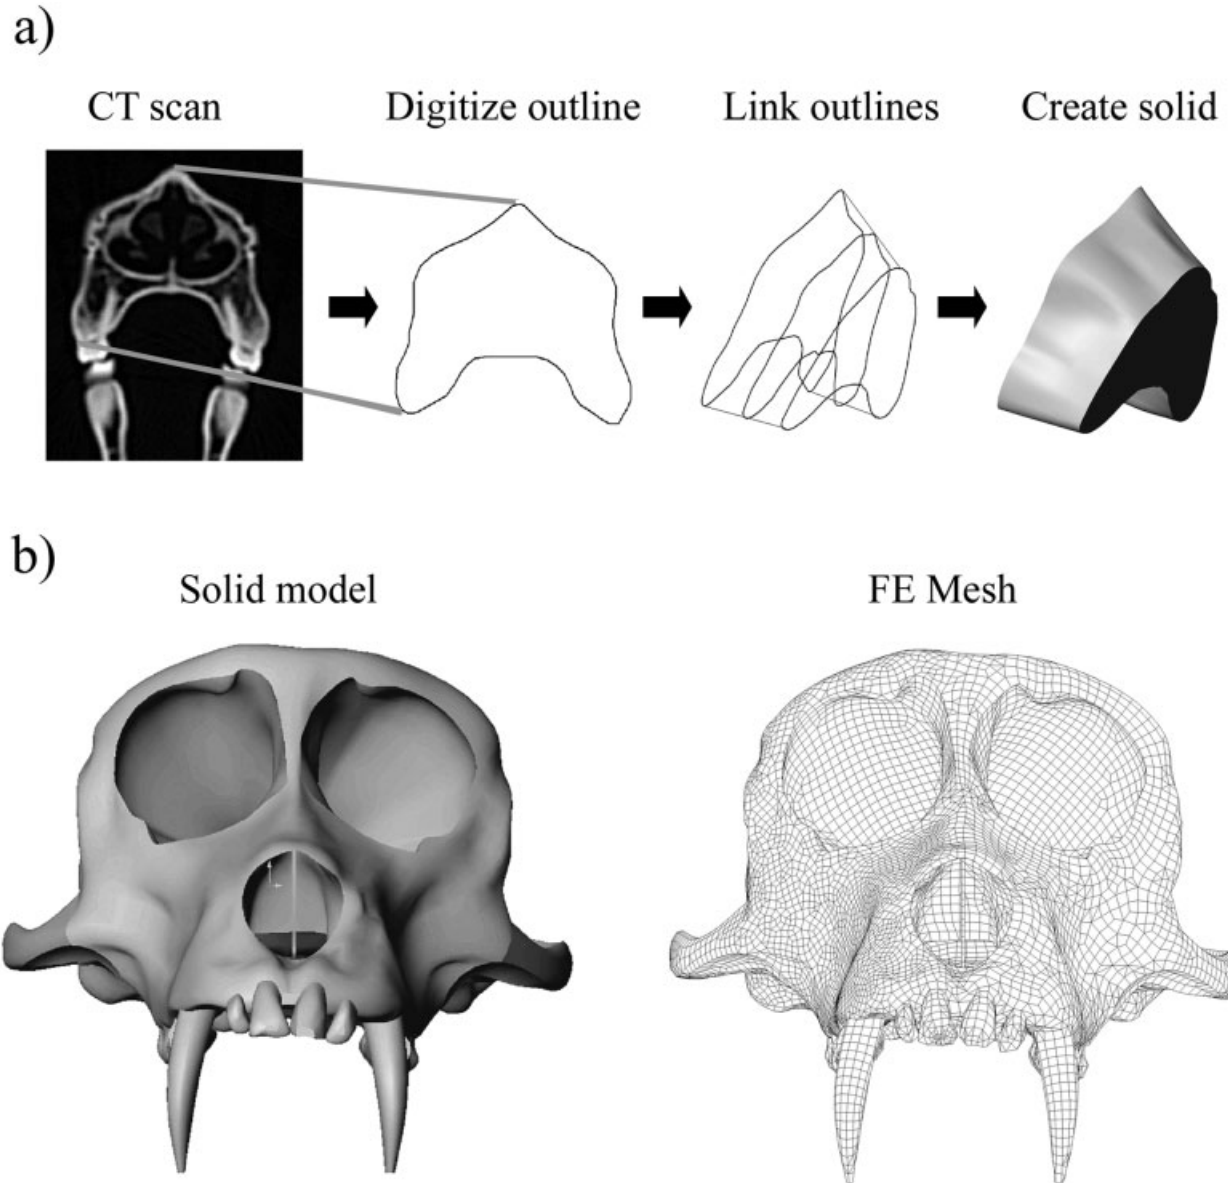 a)
CT scan
Digitize outline
Link outlines
Create solid
b)
Solid model
FE Mesh